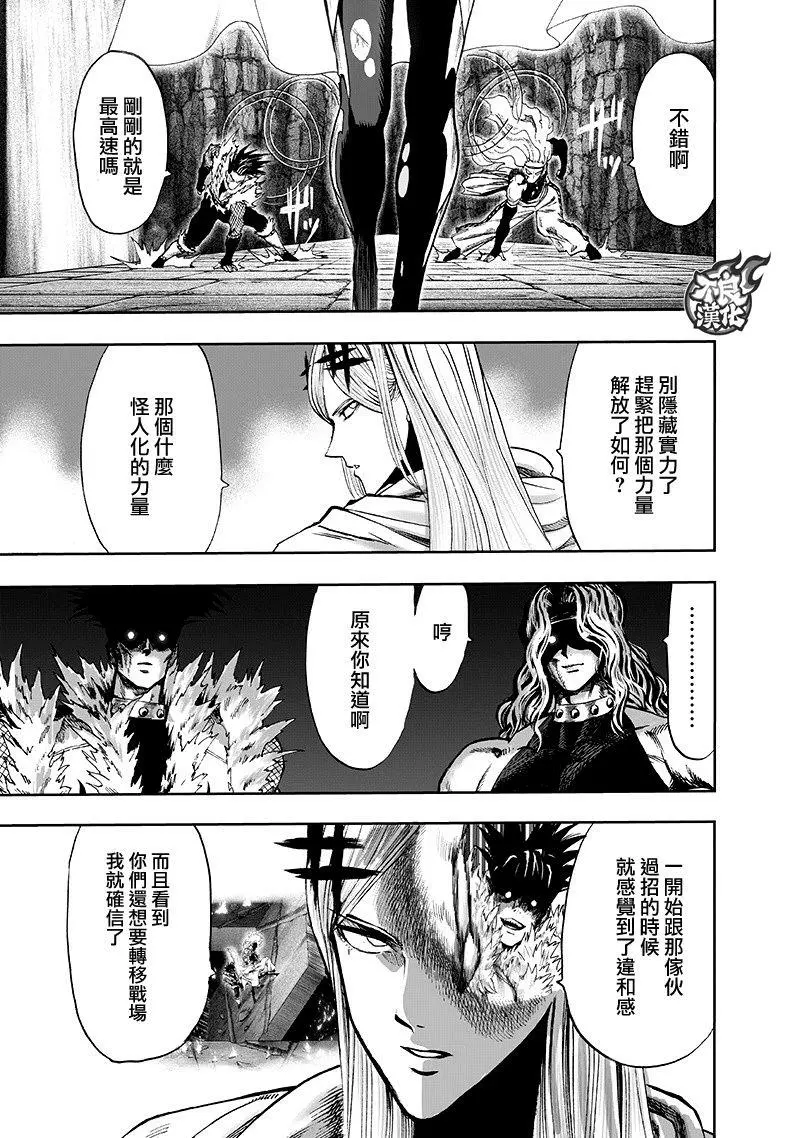 不錯啊
剛剛的就是
最高速嗎
狼
漢化
別隱藏實力了
趕緊把那個力量
解放了如何?
那個什麼
怪人化的力量
…………
哼
原來你知道啊
一開始跟那傢伙
過招的時候
就感覺到了違和感
而且看到
你們還想要轉移戰場
我就確信了